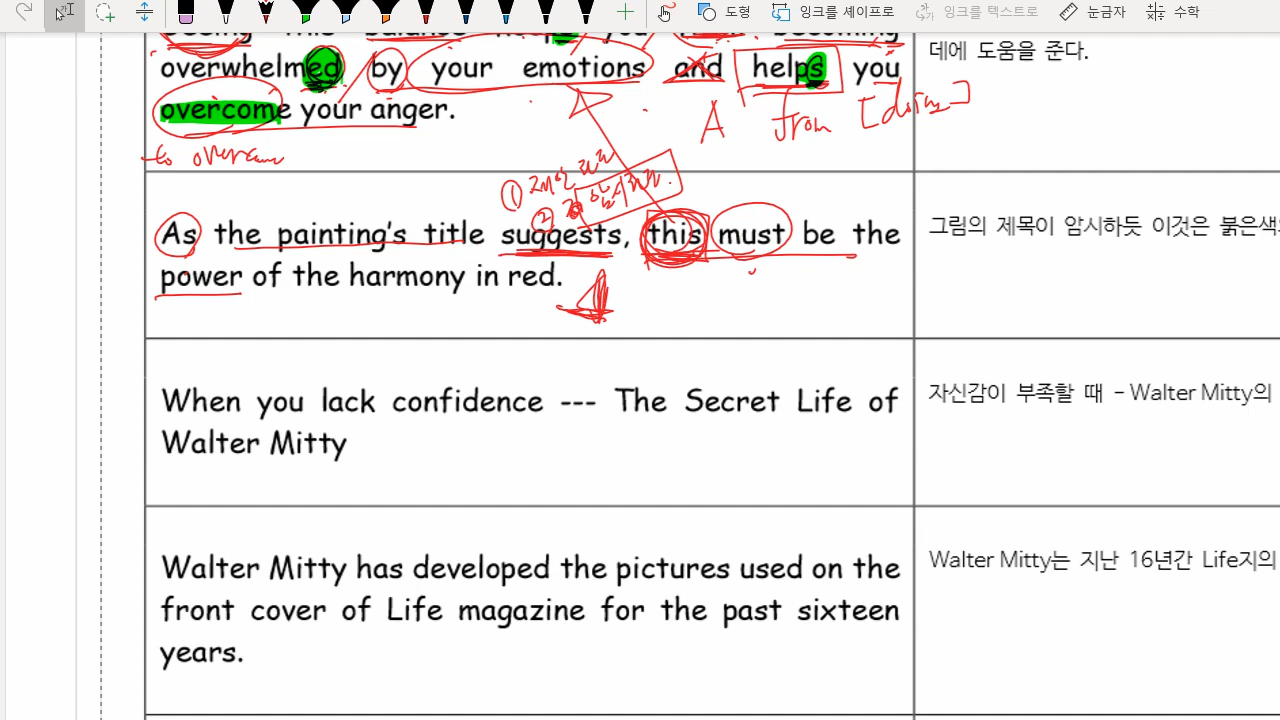 도형 잉크를 셰이프로 잉크를 텍스트로 눈금자 수학
overwhelmed by your emotions and helps you
overcome your anger.
데에 도움을 준다.
A from [doing]
to overcome
As the painting's title suggests, this must be the
power of the harmony in red.
그림의 제목이 암시하듯 이것은 붉은색
When you lack confidence --- The Secret Life of
Walter Mitty
자신감이 부족할 때 – Walter Mitty의
Walter Mitty has developed the pictures used on the
front cover of Life magazine for the past sixteen
years.
Walter Mitty는 지난 16년간 Life지의